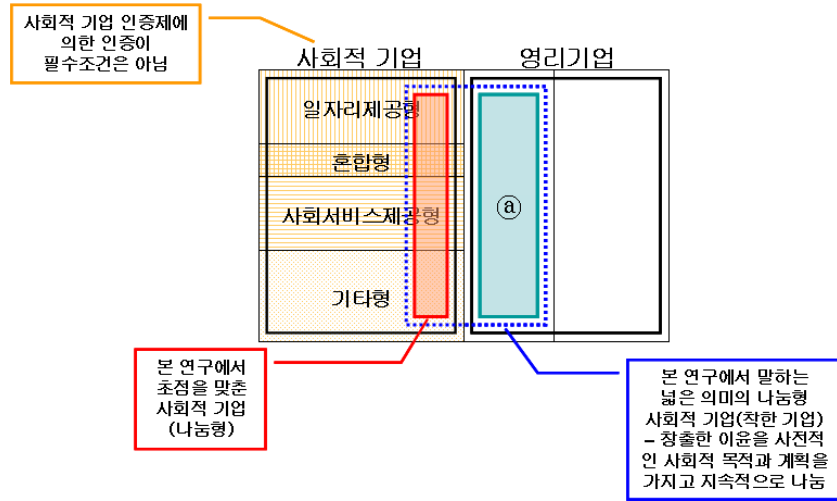 사회적 기업 인증제에
의한 인증이
필수조건은 아님
사회적 기업
영리기업
일자리제공형
혼합형
사회서비스제공형
기타형
ⓐ
본 연구에서
초점을 맞춘
사회적 기업
(나눔형)
본 연구에서 말하는
넓은 의미의 나눔형
사회적 기업(착한 기업)
– 창출한 이윤을 사전적
인 사회적 목적과 계획을
가지고 지속적으로 나눔